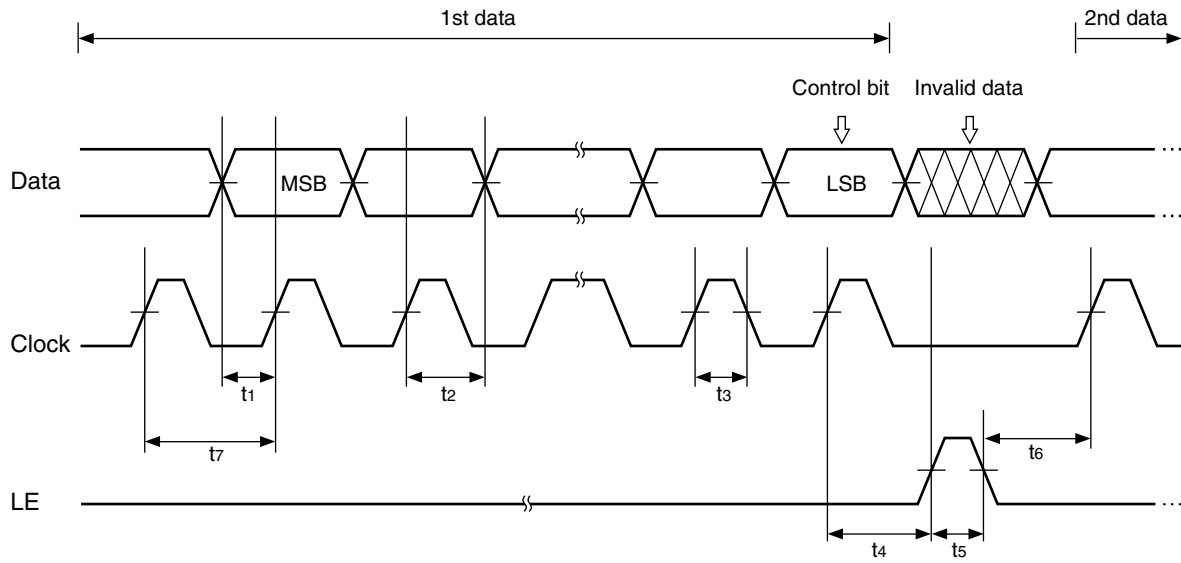 1st data
2nd data
Control bit
Invalid data
Data
MSB
LSB
Clock
t1
t2
t3
t7
t6
LE
t4
t5